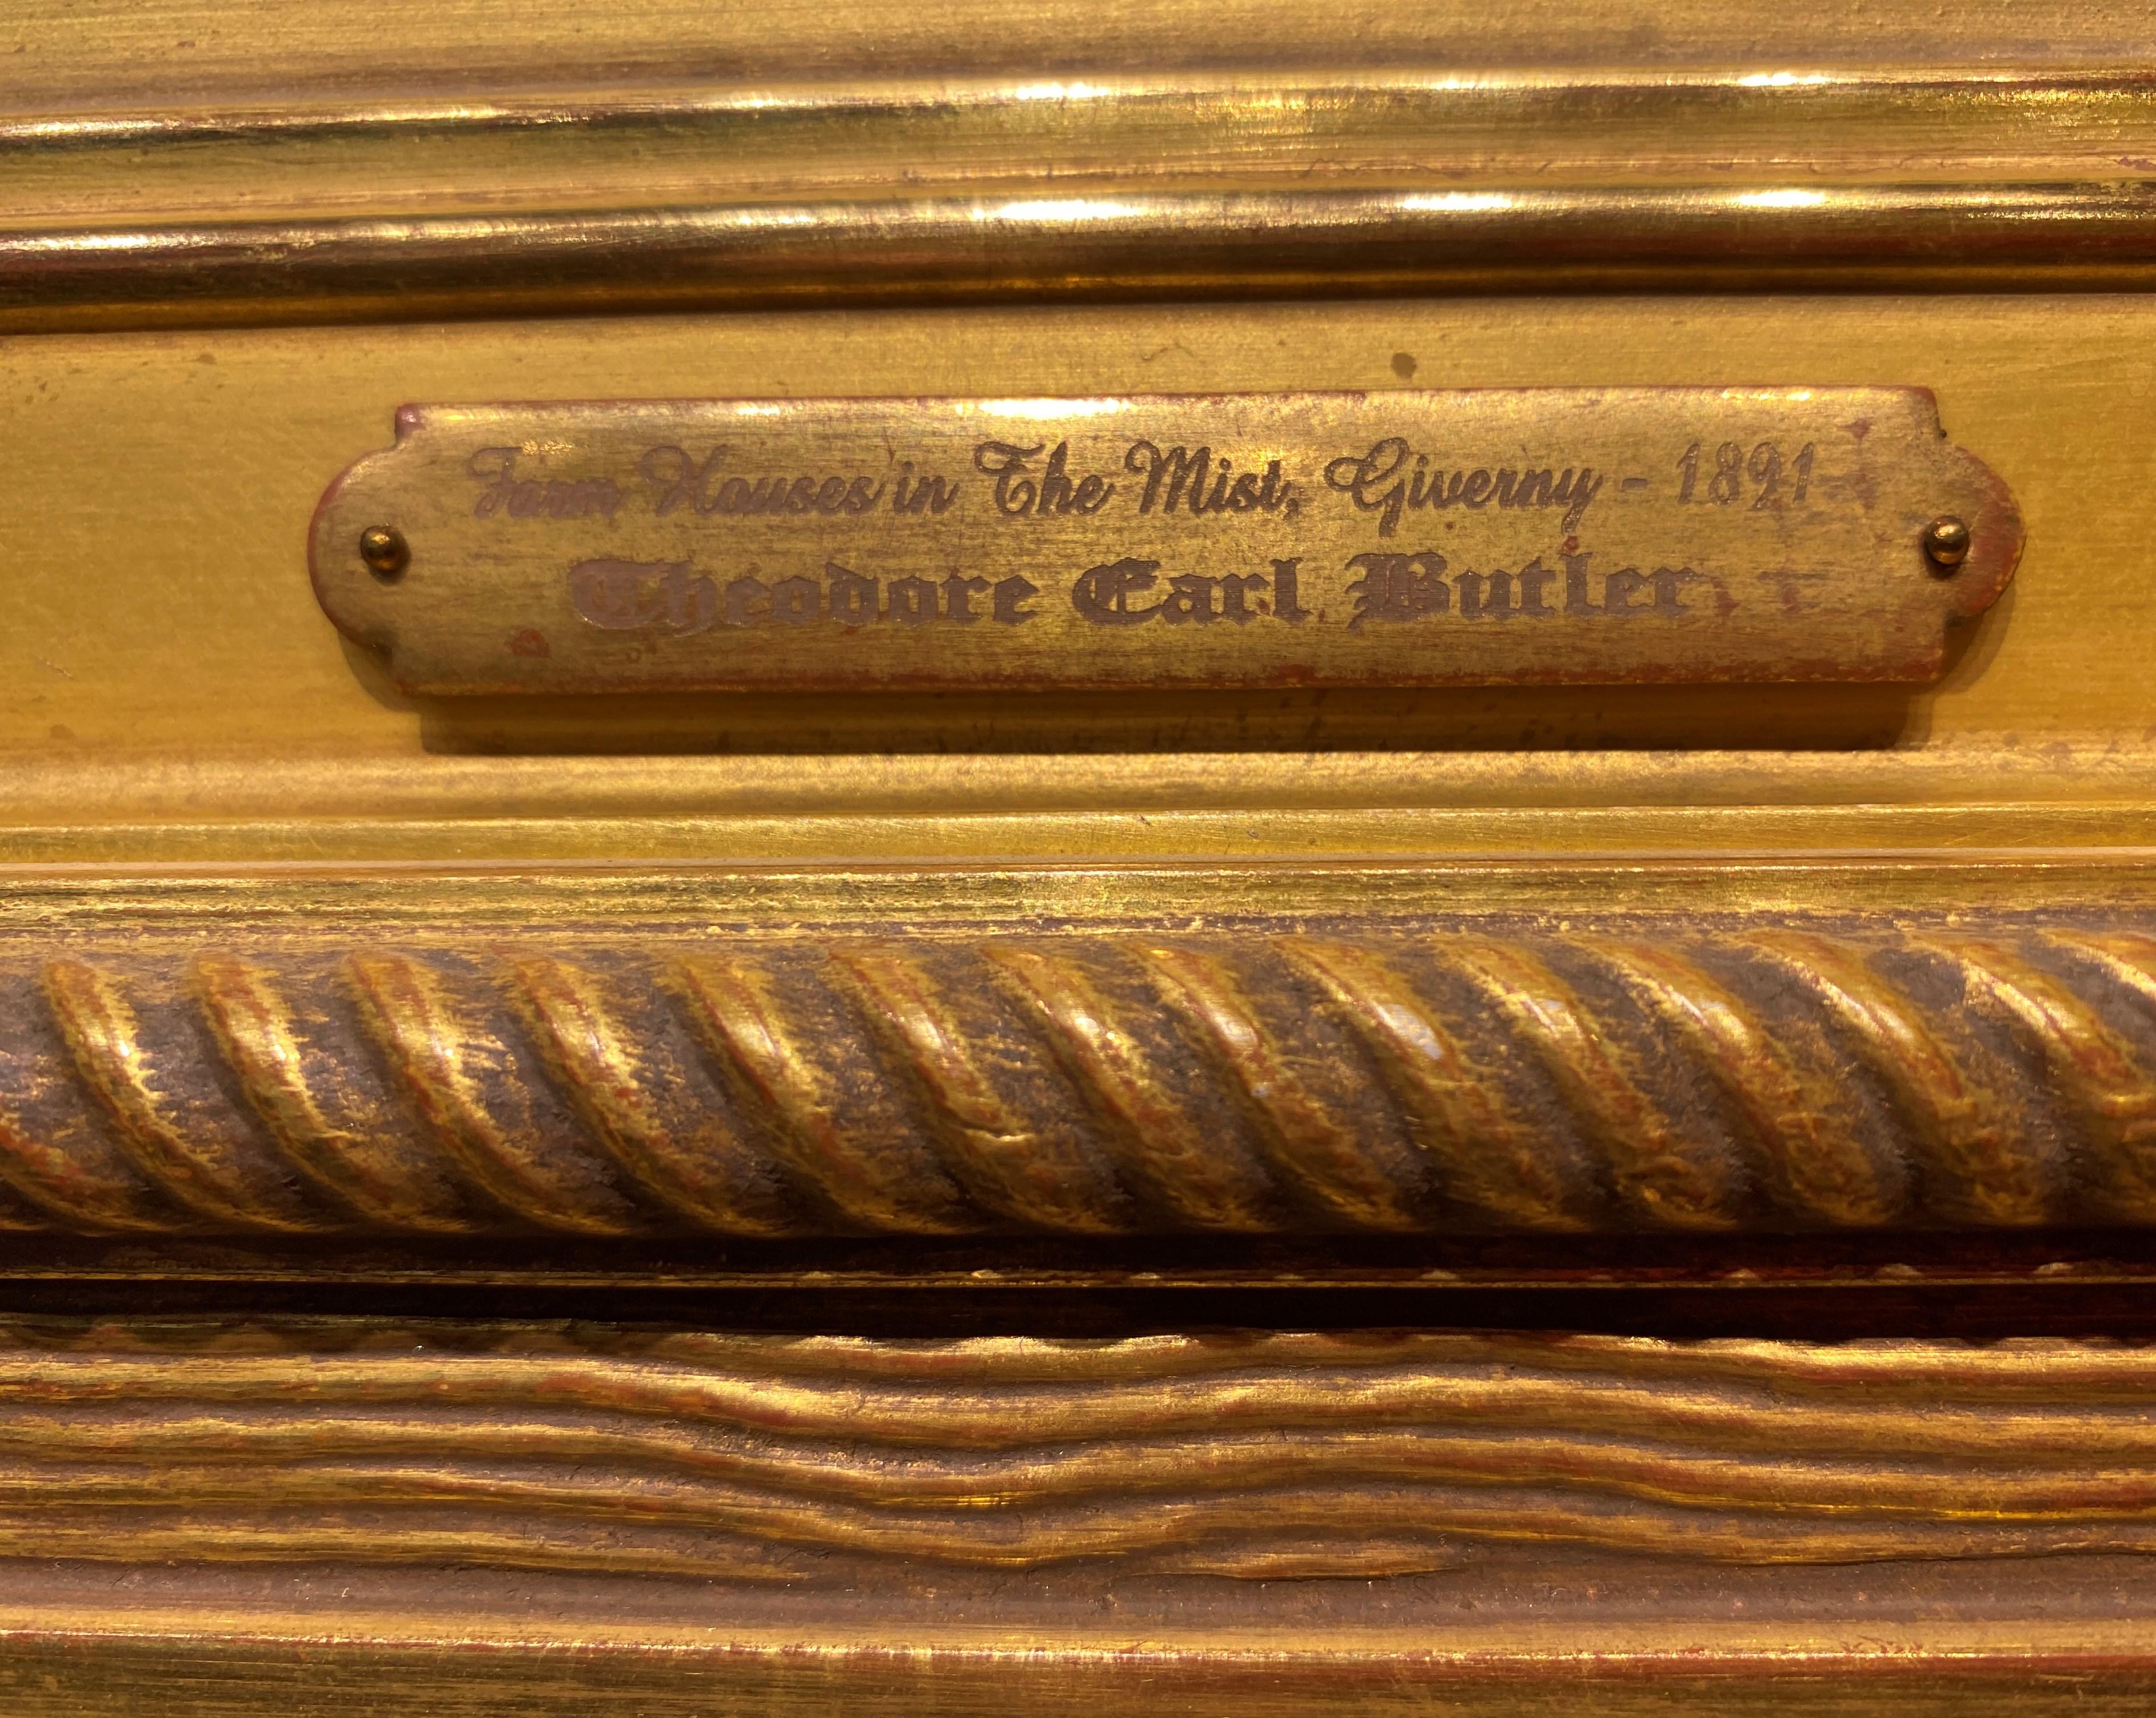 Farm Houses in The Mist, Giverny - 1891
Theodore Earl Butler